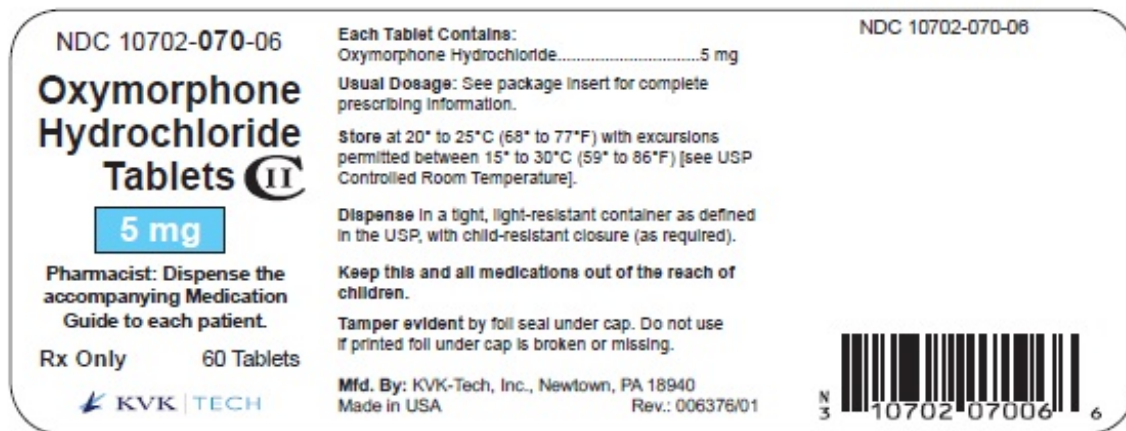 NDC 10702-070-06
Oxymorphone
Hydrochloride
Tablets CII
5 mg
Pharmacist: Dispense the
accompanying Medication
Guide to each patient.
Rx Only 60 Tablets
KVK TECH
Each Tablet Contains:
Oxymorphone Hydrochloride..................................5 mg
Usual Dosage: See package insert for complete
prescribing information.
Store at 20° to 25°C (68° to 77°F) with excursions
permitted between 15° to 30°C (59° to 86°F) [see USP
Controlled Room Temperature].
Dispense in a tight, light-resistant container as defined
in the USP, with child-resistant closure (as required).
Keep this and all medications out of the reach of
children.
Tamper evident by foil seal under cap. Do not use
if printed foil under cap is broken or missing.
Mfd. By: KVK-Tech, Inc., Newtown, PA 18940
Made in USA Rev.: 006376/01
NDC 10702-070-06
N
3 10702 07006 6